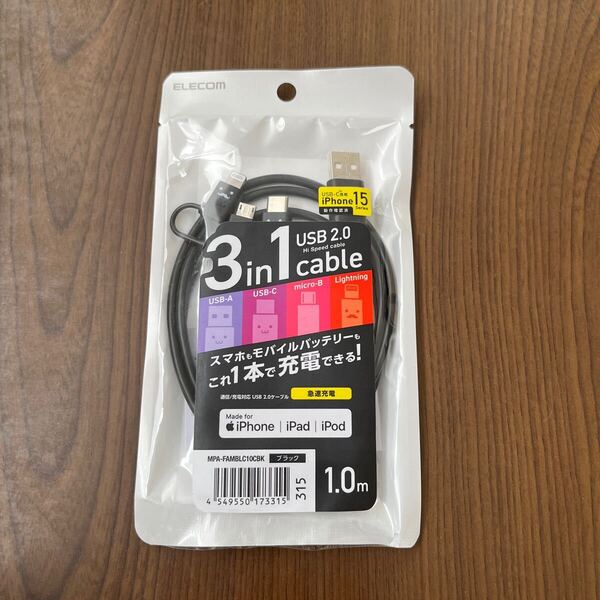 ELECOM
USB-C搭載
iPhone 15 Series
動作確認済
3 in 1 cable
USB 2.0
Hi Speed cable
USB-A
USB-C
micro-B
Lightning
スマホもモバイルバッテリーも
これ1本で充電できる!
通信/充電対応 USB 2.0ケーブル
急速充電
Made for
iPhone | iPad | iPod
MPA-FAMBLC10CBK ブラック
4 549550 173315
315
1.0m